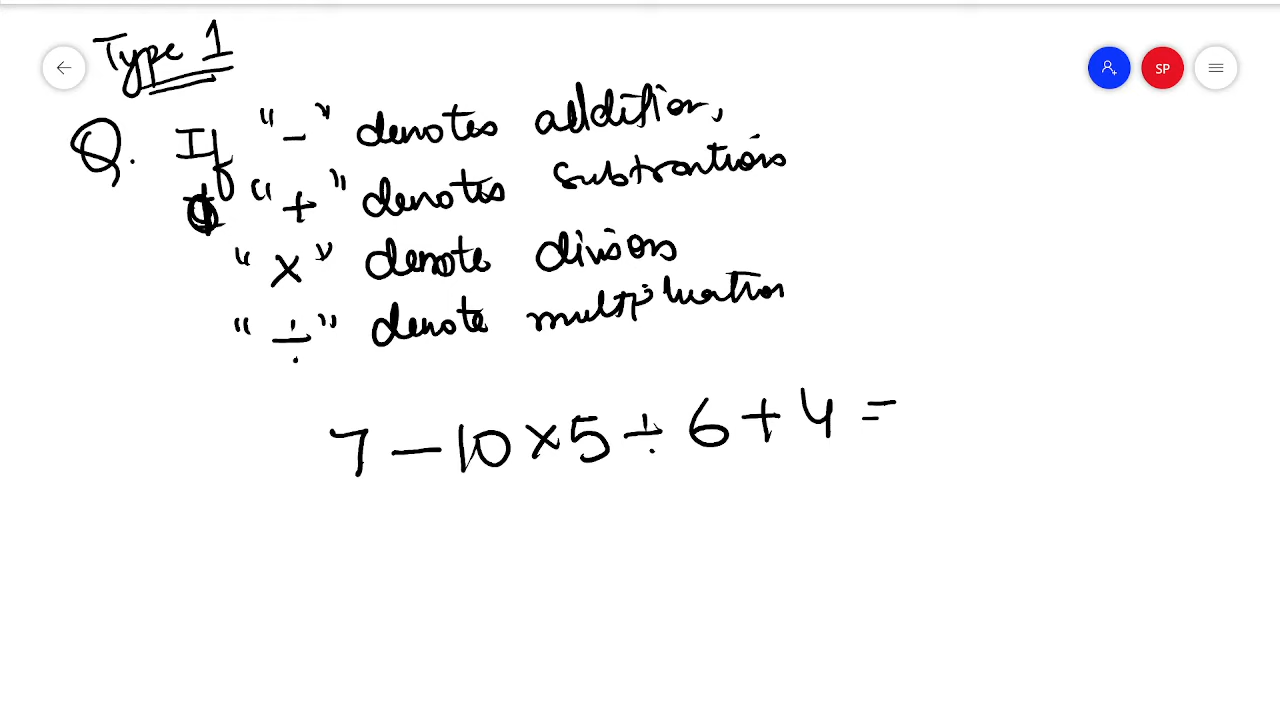 Type 1
Q. If "-" denotes addition,
"+" denotes subtraction
"×" denote division
"÷" denote multiplication
7 - 10 × 5 ÷ 6 + 4 =
SP